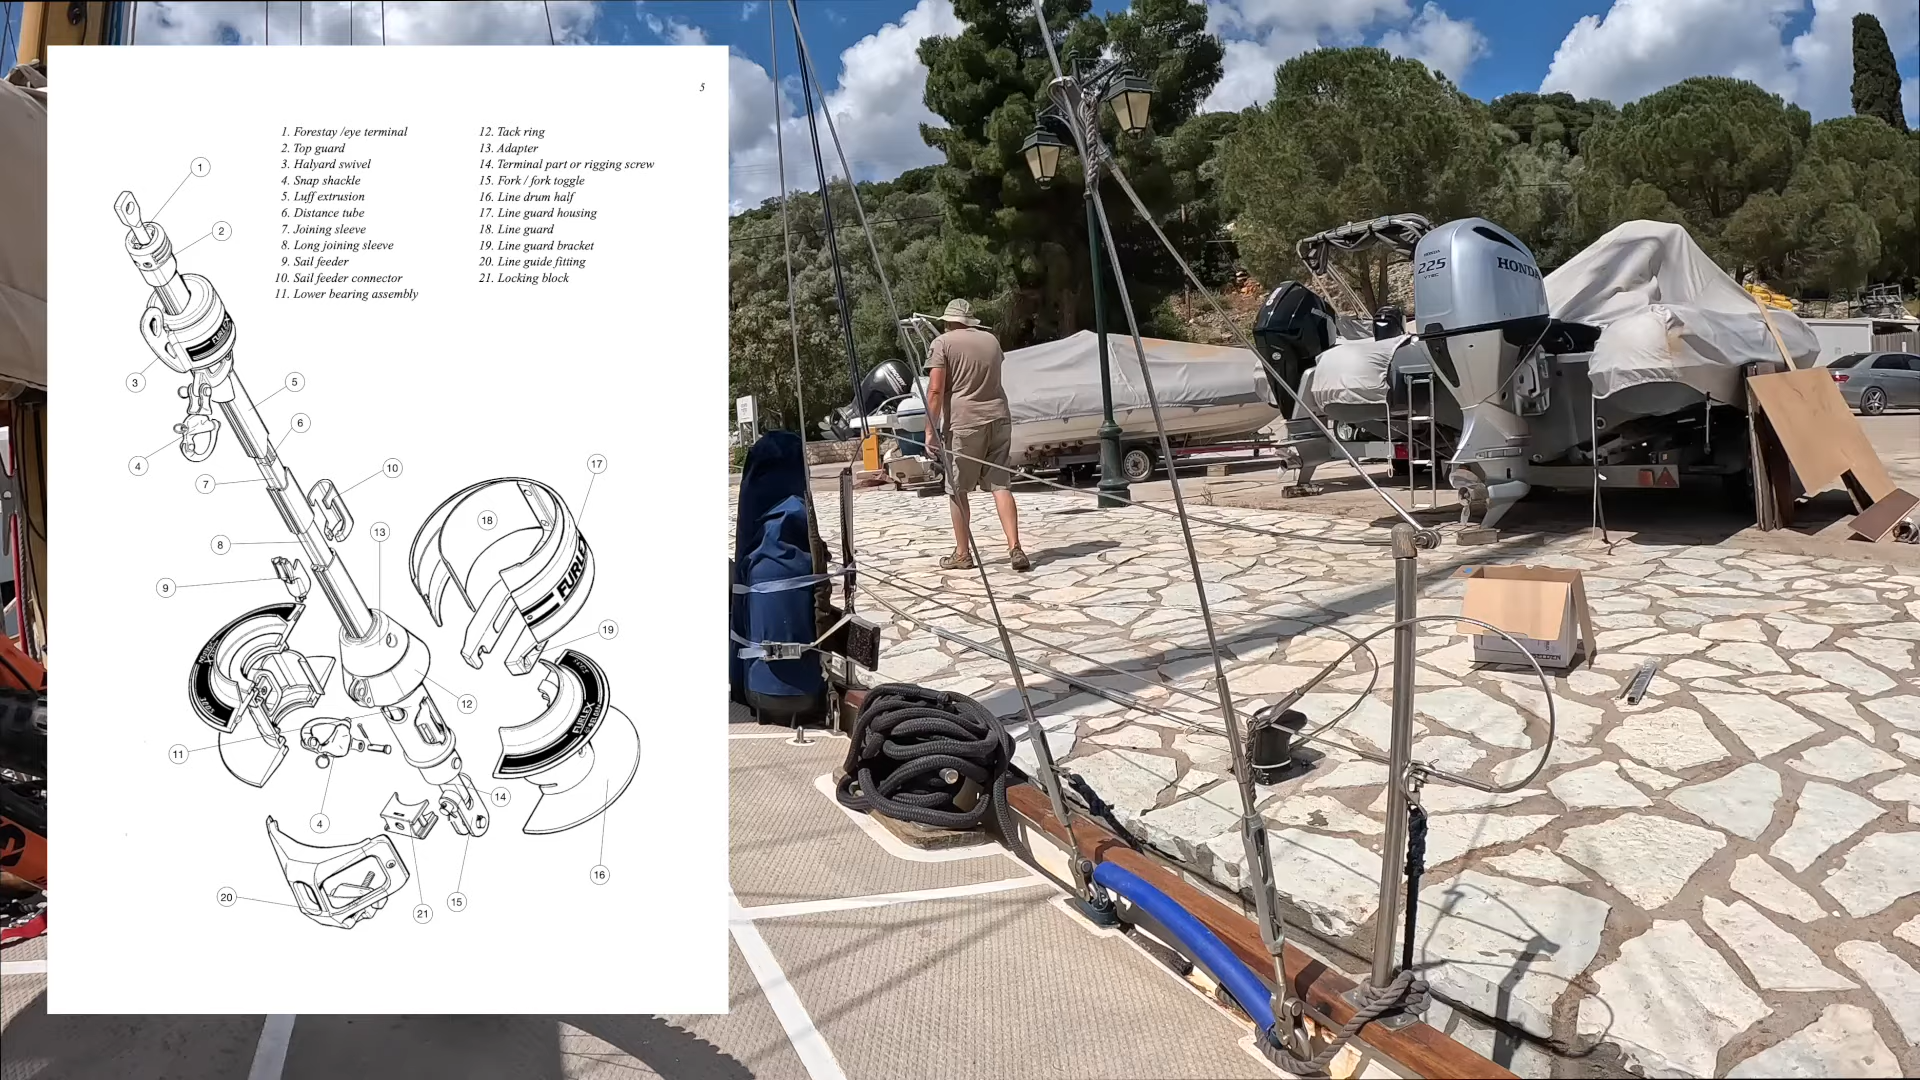 5
1. Forestay /eye terminal
2. Top guard
3. Halyard swivel
4. Snap shackle
5. Luff extrusion
6. Distance tube
7. Joining sleeve
8. Long joining sleeve
9. Sail feeder
10. Sail feeder connector
11. Lower bearing assembly
12. Tack ring
13. Adapter
14. Terminal part or rigging screw
15. Fork / fork toggle
16. Line drum half
17. Line guard housing
18. Line guard
19. Line guard bracket
20. Line guide fitting
21. Locking block
1
2
FURLEX
3
5
6
4
10
7
17
18
13
8
FURLEX
9
19
12
FURLEX
11
14
4
16
20
21
15
HONDA
225
VTEC
HONDA
SELDEN